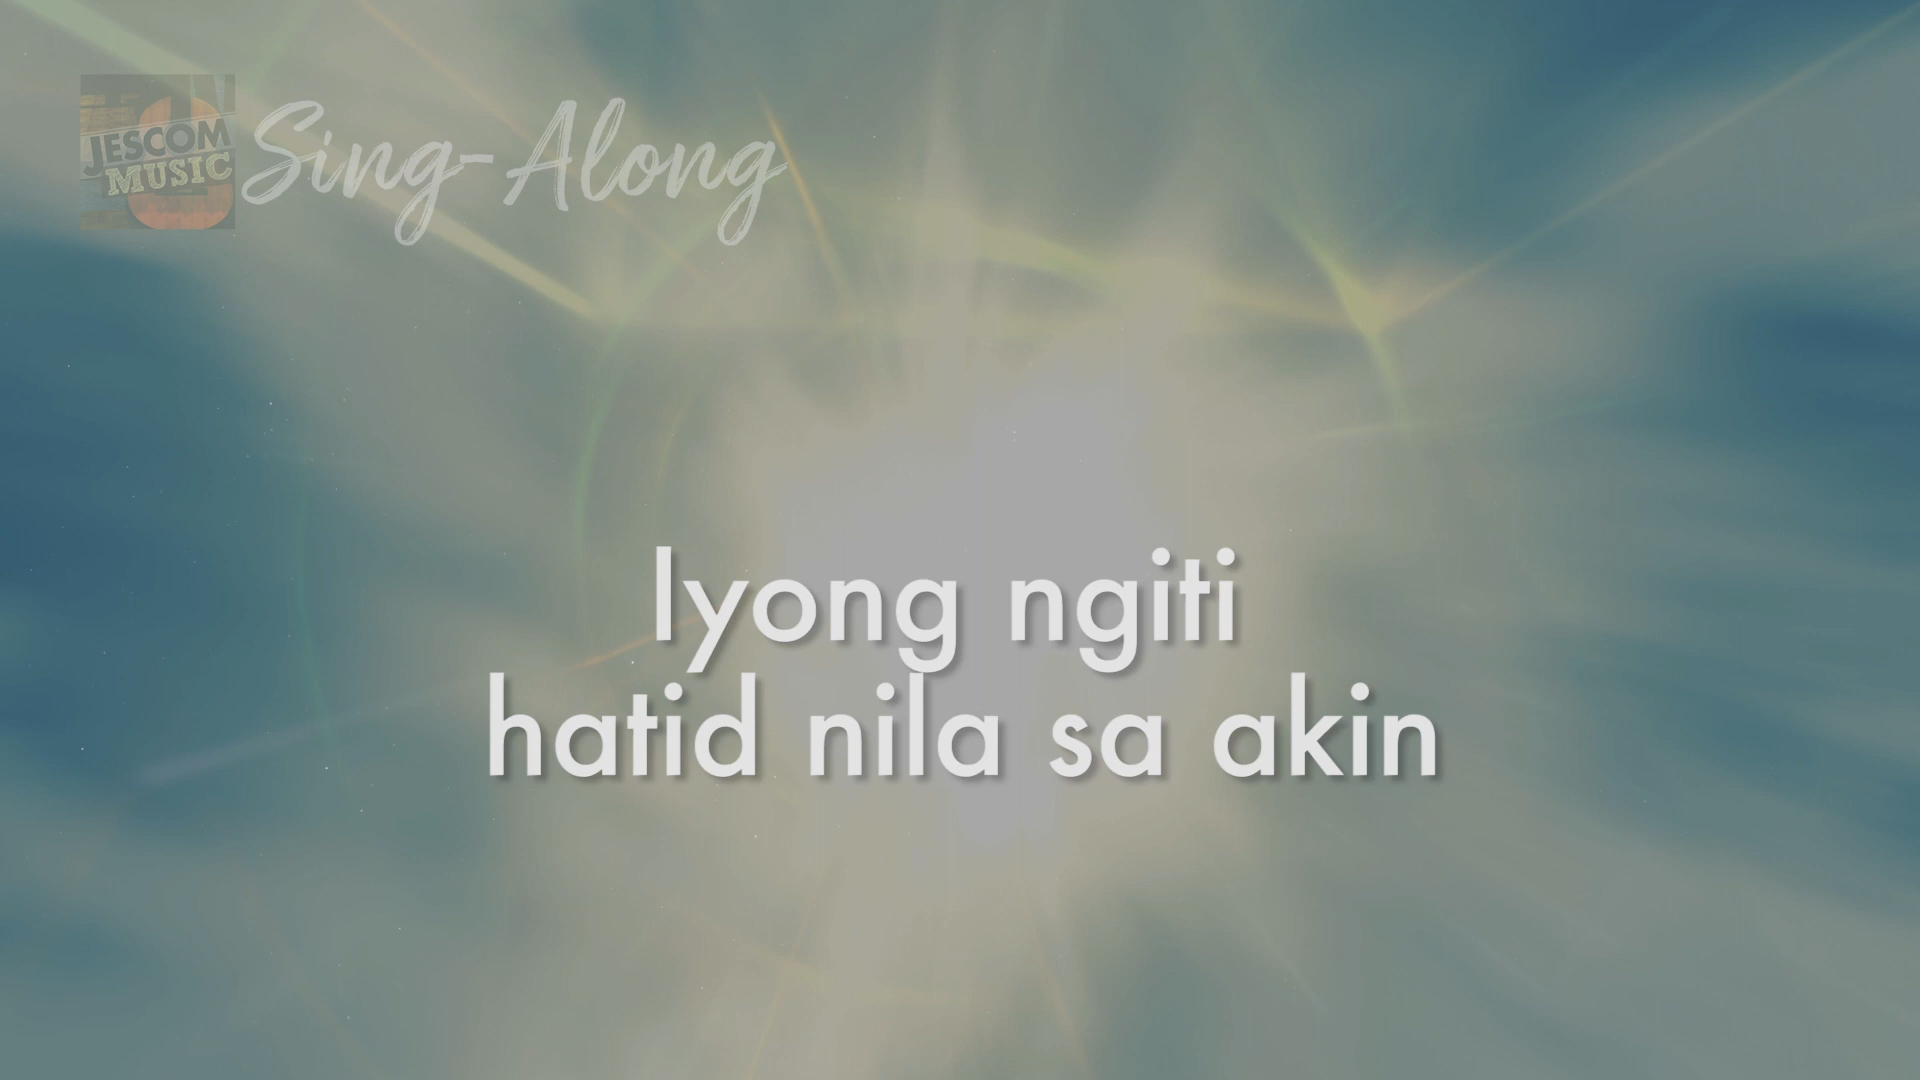 JESCOM
MUSIC
Sing-Along
Iyong ngiti
hatid nila sa akin